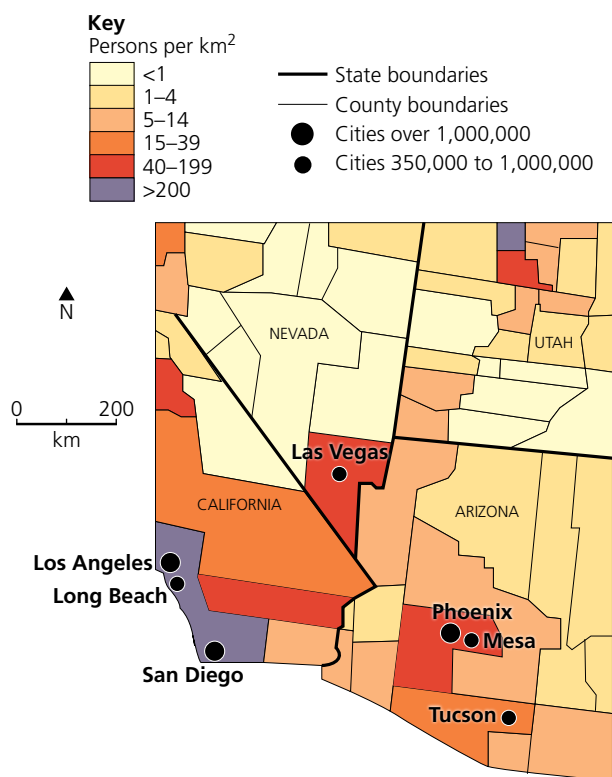 Key
Persons per km²
<1
1–4
5–14
15–39
40–199
>200
State boundaries
County boundaries
Cities over 1,000,000
Cities 350,000 to 1,000,000
N
0 200
km
NEVADA
UTAH
Las Vegas
CALIFORNIA
ARIZONA
Los Angeles
Long Beach
Phoenix
Mesa
San Diego
Tucson